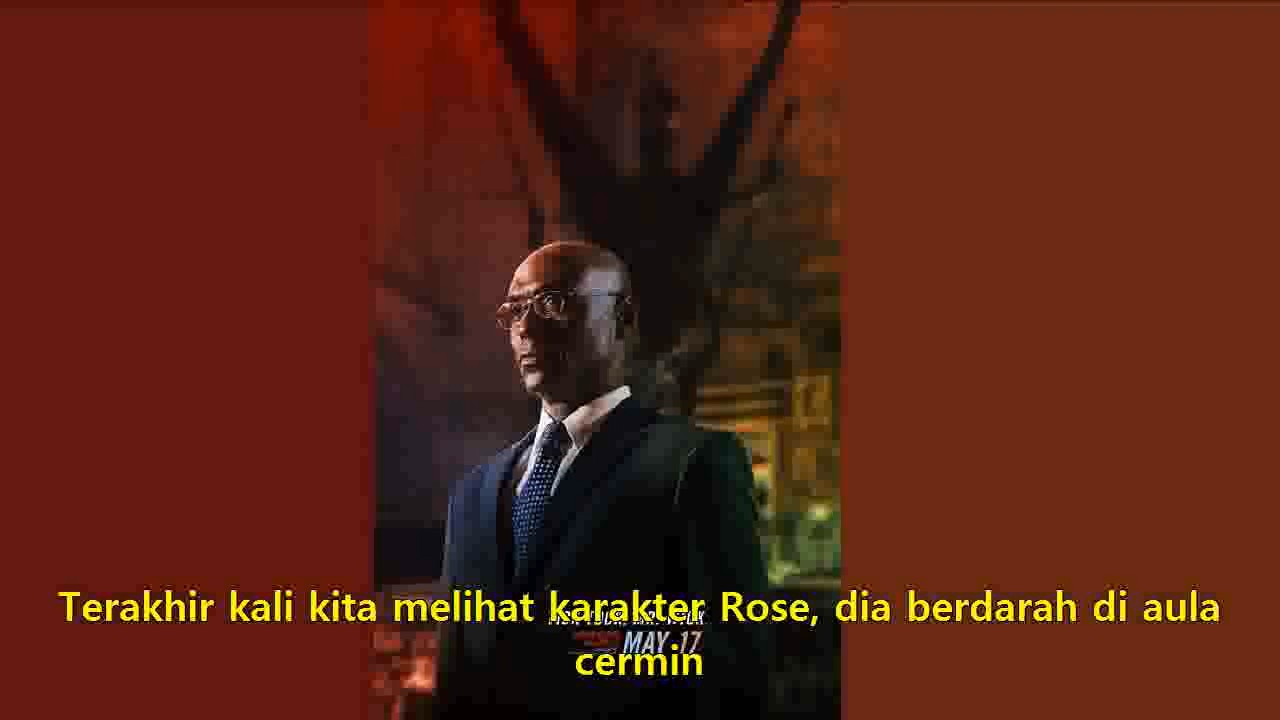 Terakhir kali kita melihat karakter Rose, dia berdarah di aula
MAY 17
cermin